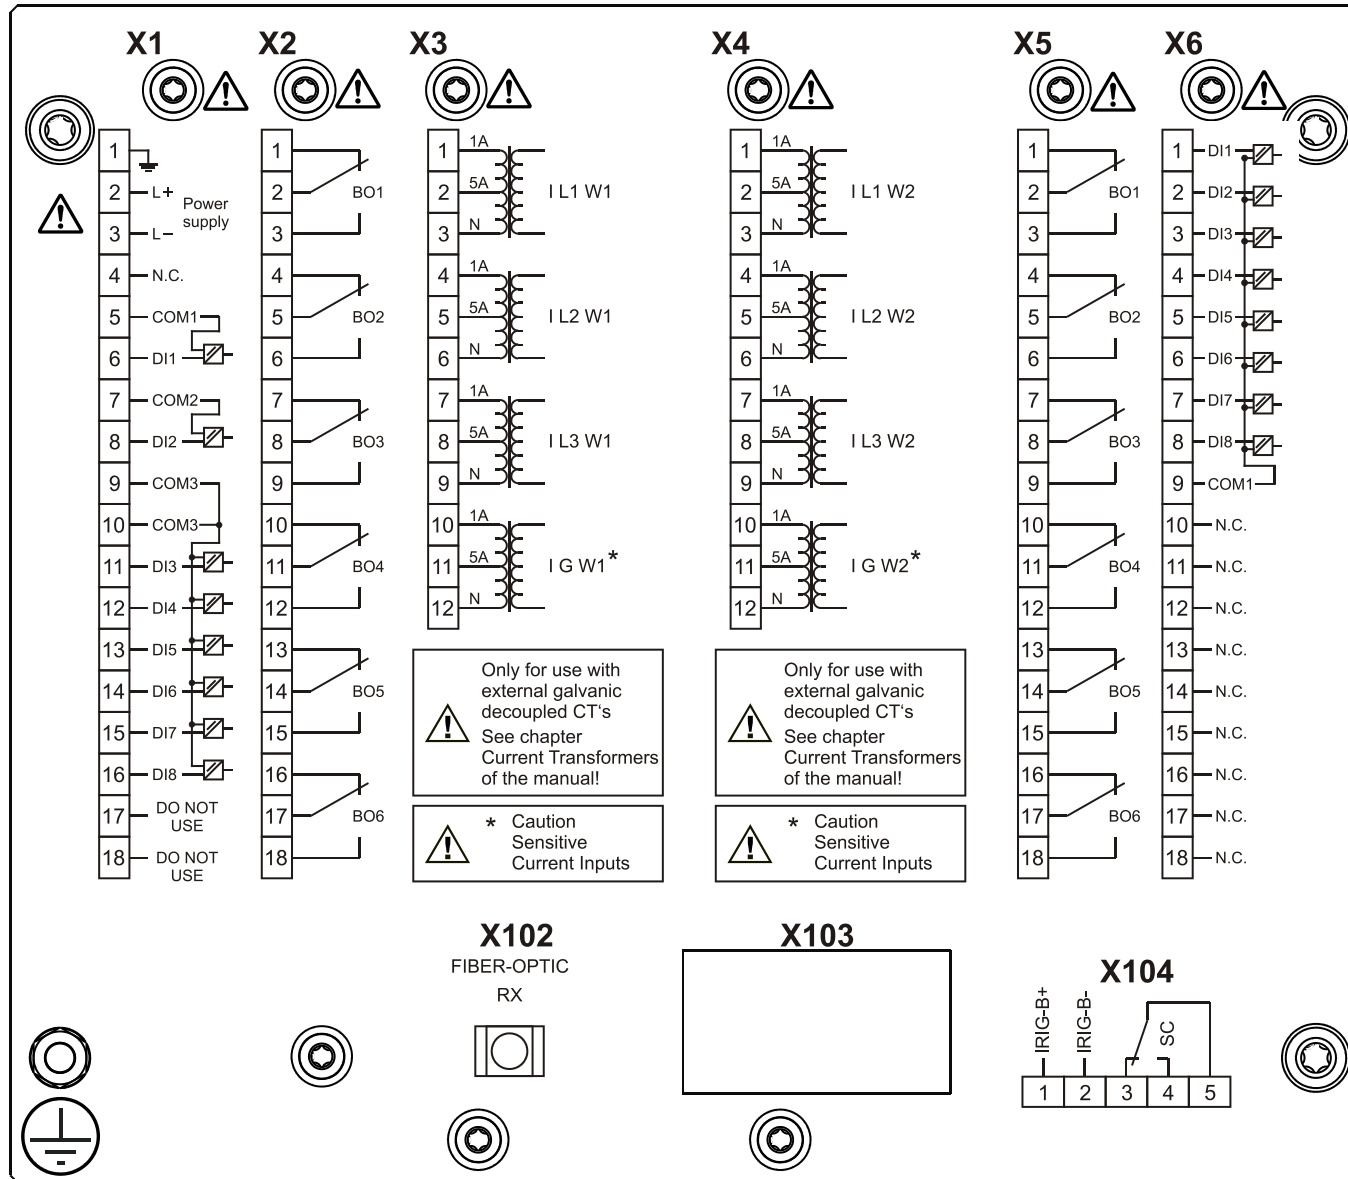 X1 X2 X3 X4 X5 X6
1
2 L+
Power
supply
3 L-
4 N.C.
5 COM1
6 DI1
7 COM2
8 DI2
9 COM3
10 COM3
11 DI3
12 DI4
13 DI5
14 DI6
15 DI7
16 DI8
17 DO NOT
USE
18 DO NOT
USE
1
2 BO1
3
4
5 BO2
6
7
8 BO3
9
10
11 BO4
12
13
14 BO5
15
16
17 BO6
18
1 1A
2 5A I L1 W1
3 N
4 1A
5 5A I L2 W1
6 N
7 1A
8 5A I L3 W1
9 N
10 1A
11 5A I G W1*
12 N
Only for use with
external galvanic
decoupled CT‘s
See chapter
Current Transformers
of the manual!
* Caution
Sensitive
Current Inputs
1 1A
2 5A I L1 W2
3 N
4 1A
5 5A I L2 W2
6 N
7 1A
8 5A I L3 W2
9 N
10 1A
11 5A I G W2*
12 N
Only for use with
external galvanic
decoupled CT‘s
See chapter
Current Transformers
of the manual!
* Caution
Sensitive
Current Inputs
1
2 BO1
3
4
5 BO2
6
7
8 BO3
9
10
11 BO4
12
13
14 BO5
15
16
17 BO6
18
1 DI1
2 DI2
3 DI3
4 DI4
5 DI5
6 DI6
7 DI7
8 DI8
9 COM1
10 N.C.
11 N.C.
12 N.C.
13 N.C.
14 N.C.
15 N.C.
16 N.C.
17 N.C.
18 N.C.
X102
FIBER-OPTIC
RX
X103
X104
IRIG-B+
IRIG-B-
SC
1 2 3 4 5